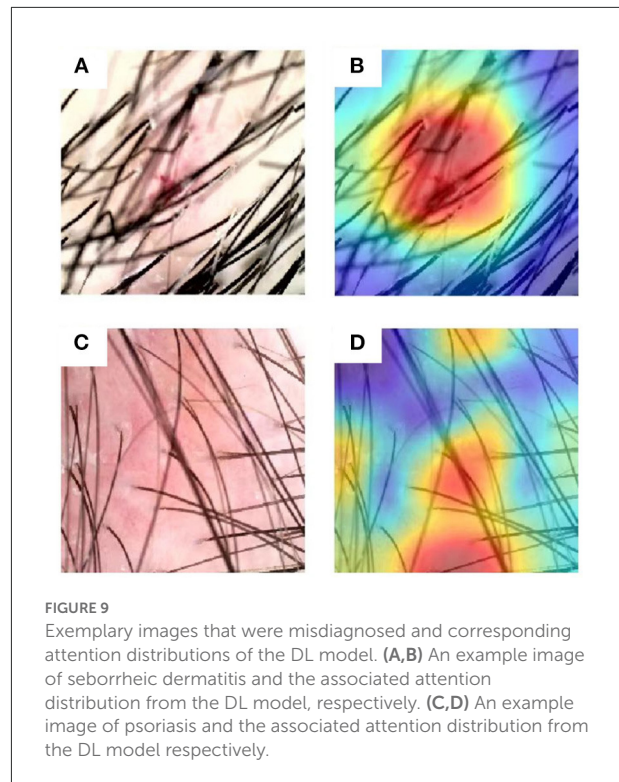 A
B
C
D
FIGURE 9
Exemplary images that were misdiagnosed and corresponding
attention distributions of the DL model. (A,B) An example image
of seborrheic dermatitis and the associated attention
distribution from the DL model, respectively. (C,D) An example
image of psoriasis and the associated attention distribution from
the DL model respectively.